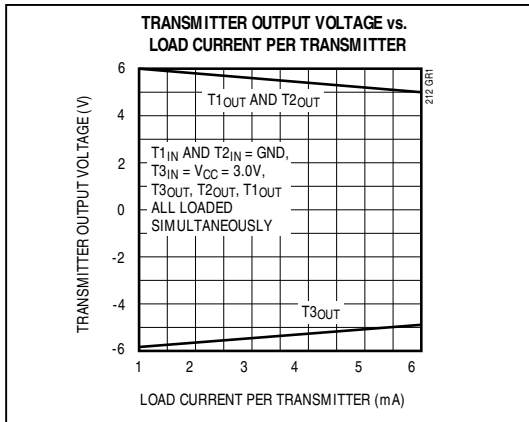 TRANSMITTER OUTPUT VOLTAGE vs.
LOAD CURRENT PER TRANSMITTER
TRANSMITTER OUTPUT VOLTAGE (V)
6
4
2
0
-2
-4
-6
T1OUT AND T2OUT
212 GR1
T1IN AND T2IN = GND,
T3IN = VCC = 3.0V,
T3OUT, T2OUT, T1OUT
ALL LOADED
SIMULTANEOUSLY
T3OUT
1 2 3 4 5 6
LOAD CURRENT PER TRANSMITTER (mA)